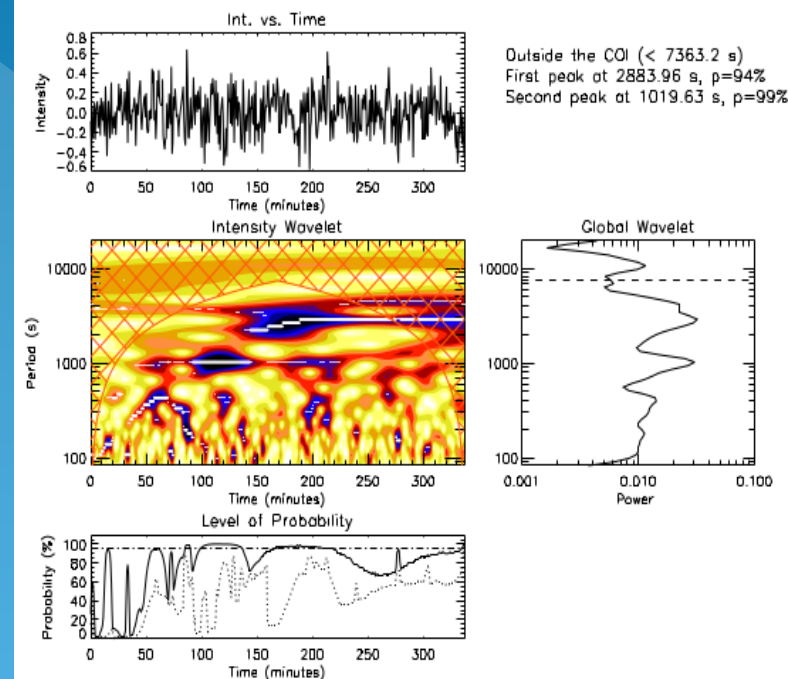 Int. vs. Time
0.8
0.6
0.4
0.2
0.0
-0.2
-0.4
-0.6
Intensity
0 50 100 150 200 250 300
Time (minutes)
Outside the COI (< 7363.2 s)
First peak at 2883.96 s, p=94%
Second peak at 1019.63 s, p=99%
Intensity Wavelet
10000
1000
100
Period (s)
0 50 100 150 200 250 300
Time (minutes)
Global Wavelet
10000
1000
100
0.001 0.010 0.100
Power
Level of Probability
100
80
60
40
20
0
Probability (%)
0 50 100 150 200 250 300
Time (minutes)